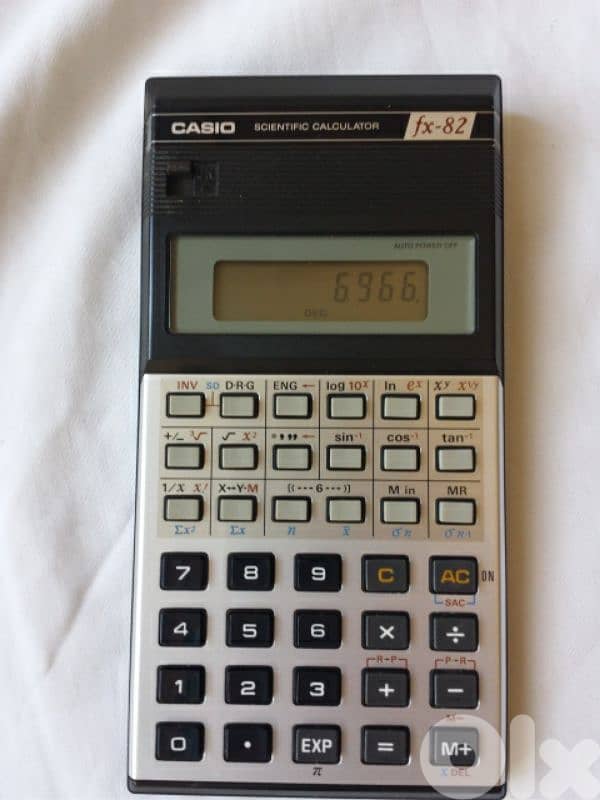 CASIO SCIENTIFIC CALCULATOR fx-82
AUTO POWER OFF
6966.
DEG
INV SD D·R·G ENG ← log 10ˣ ln eˣ xʸ x¹/ʸ
+/− ³√ √ x² °’” ← sin⁻¹ cos⁻¹ tan⁻¹
1/x x! X↔Y·M [(---6---)] M in MR
Σx² Σx n x̄ σn σn-1
7 8 9 C AC ON
SAC
4 5 6 × ÷
R→P P→R
1 2 3 + −
0 · EXP = M+
π x DEL
olx